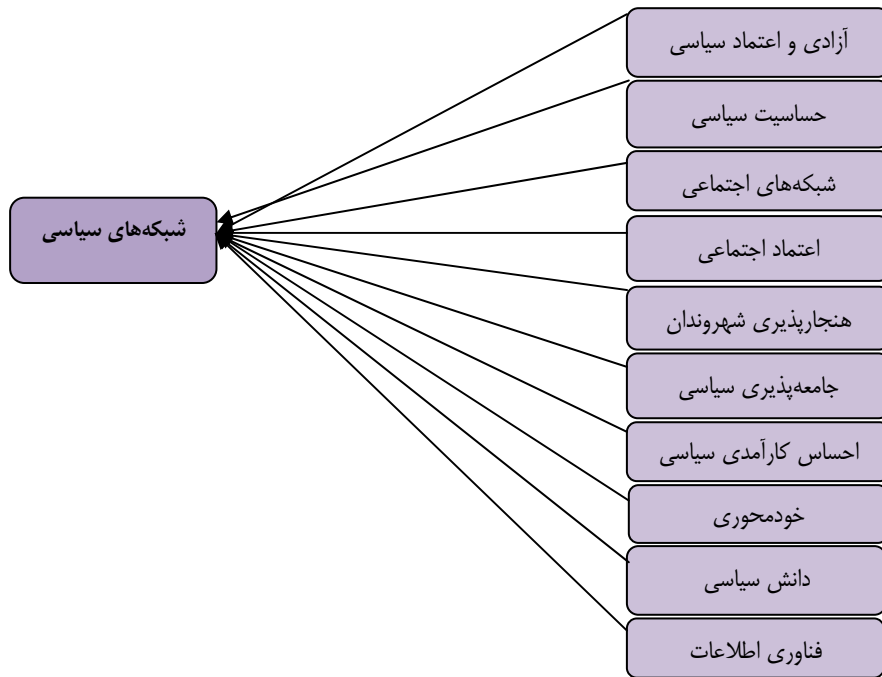 آزادی و اعتماد سیاسی
حساسیت سیاسی
شبکه‌های اجتماعی
شبکه‌های سیاسی
اعتماد اجتماعی
هنجارپذیری شهروندان
جامعه‌پذیری سیاسی
احساس کارآمدی سیاسی
خودمحوری
دانش سیاسی
فناوری اطلاعات